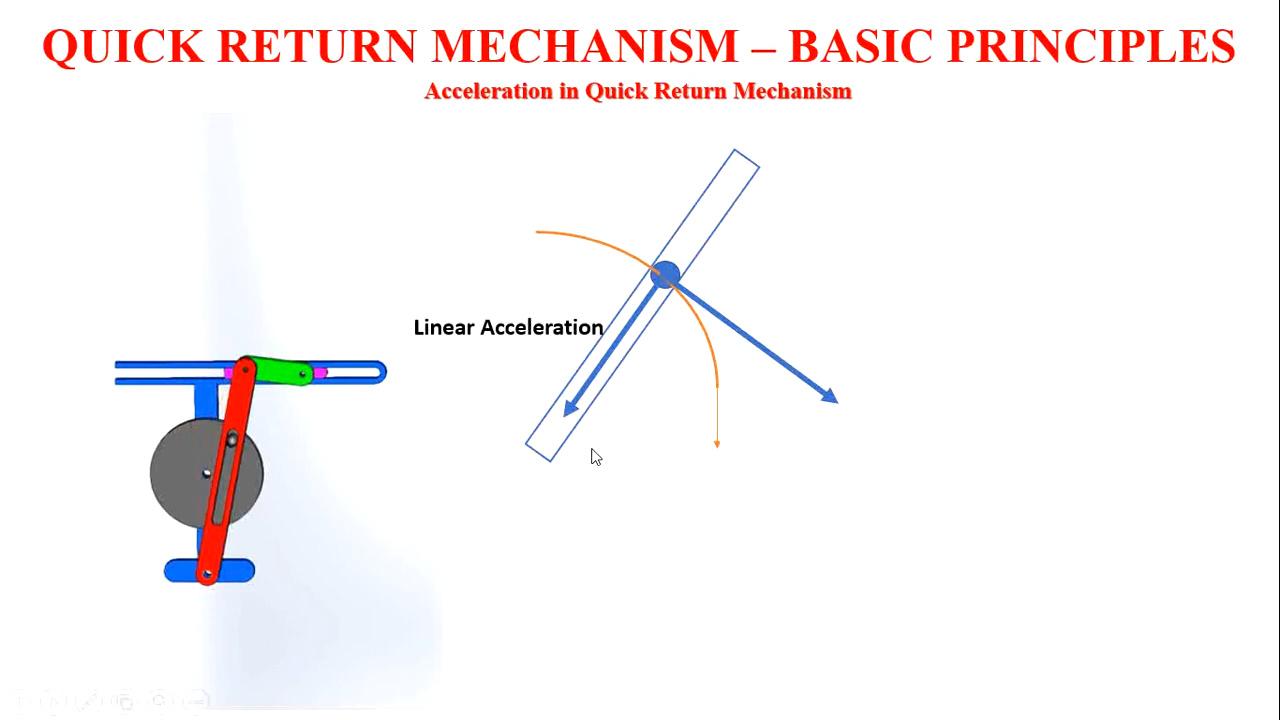 QUICK RETURN MECHANISM – BASIC PRINCIPLES
Acceleration in Quick Return Mechanism
Linear Acceleration